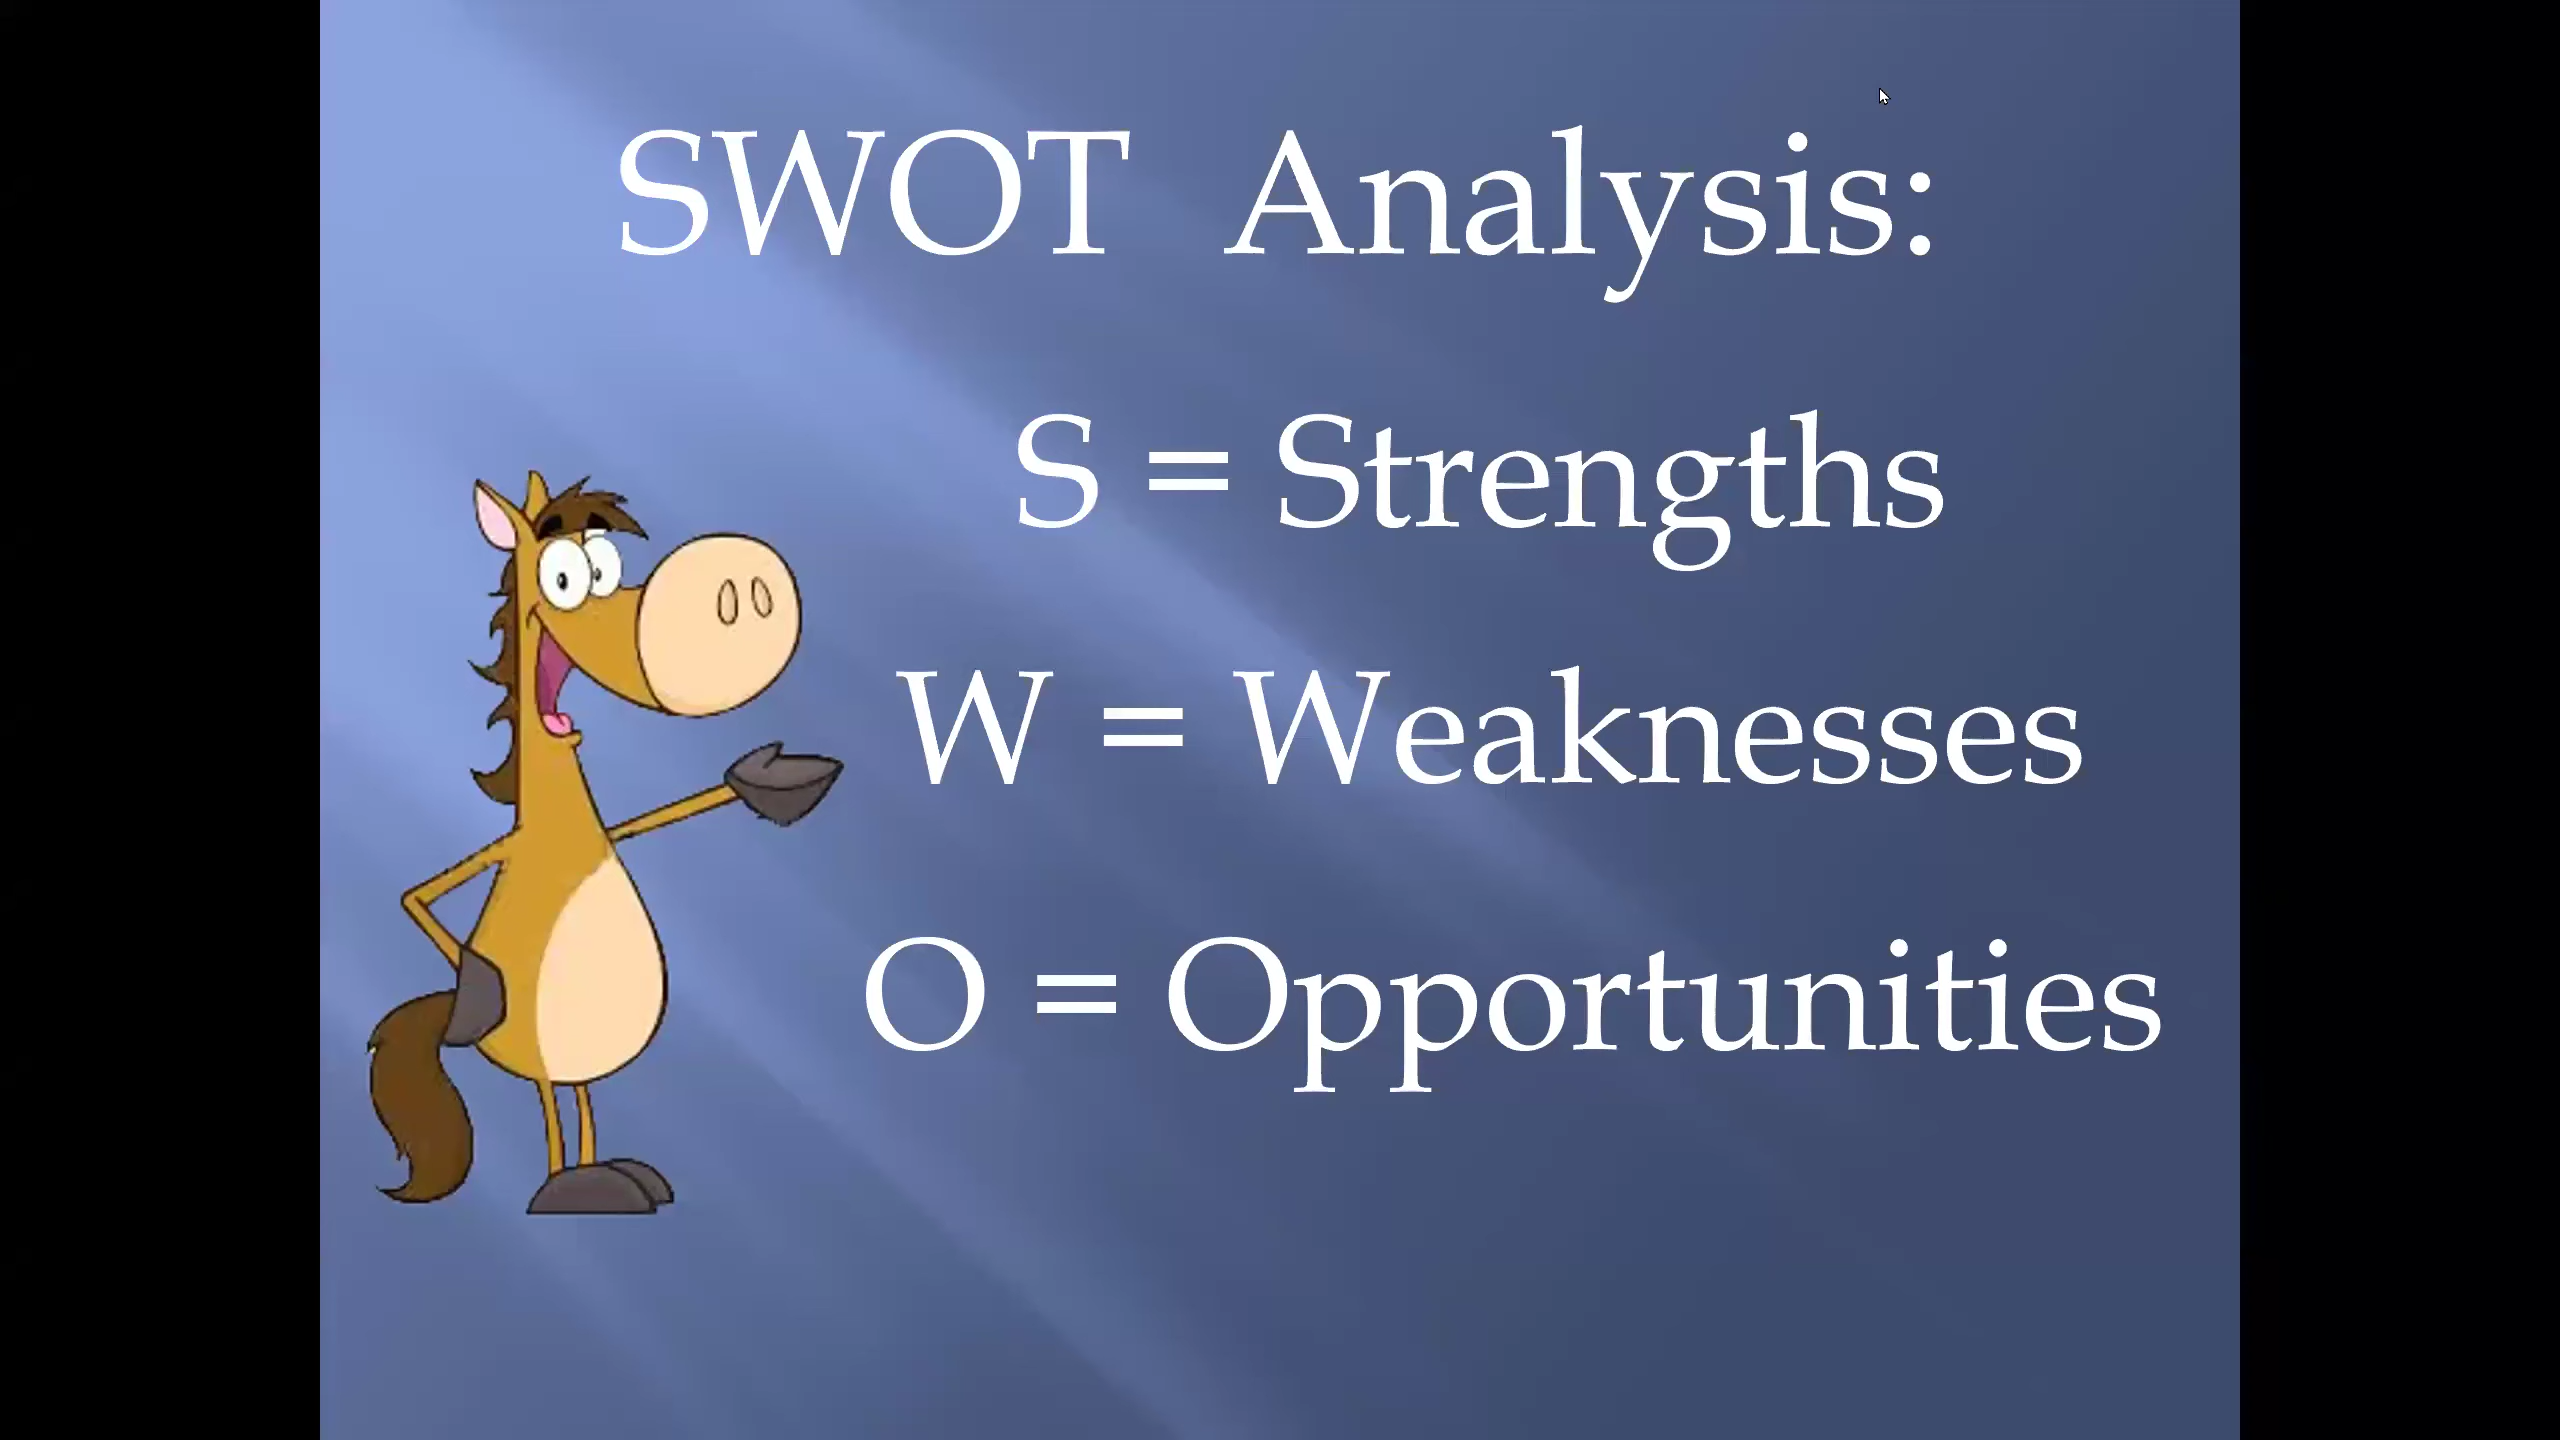 SWOT Analysis:
S = Strengths
W = Weaknesses
O = Opportunities